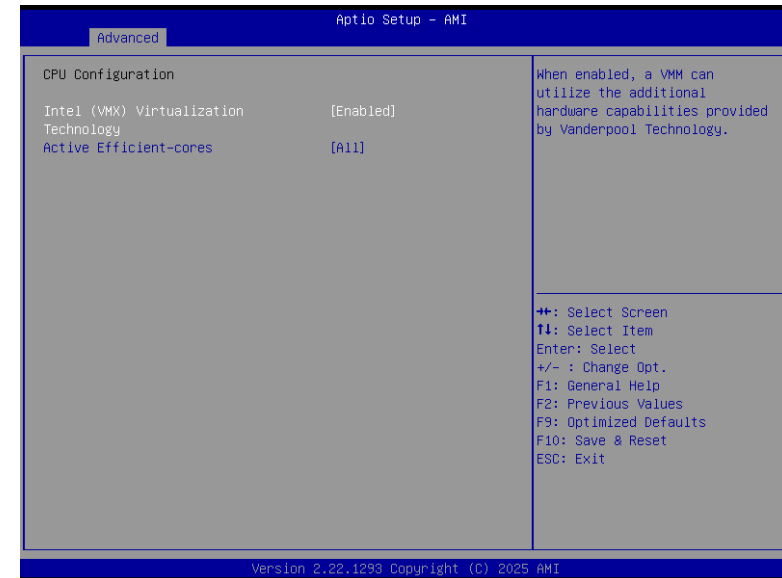 Aptio Setup - AMI
Advanced
CPU Configuration
Intel (VMX) Virtualization [Enabled]
Technology
Active Efficient-cores [All]
When enabled, a VMM can
utilize the additional
hardware capabilities provided
by Vanderpool Technology.
→←: Select Screen
↑↓: Select Item
Enter: Select
+/- : Change Opt.
F1: General Help
F2: Previous Values
F9: Optimized Defaults
F10: Save & Reset
ESC: Exit
Version 2.22.1293 Copyright (C) 2025 AMI